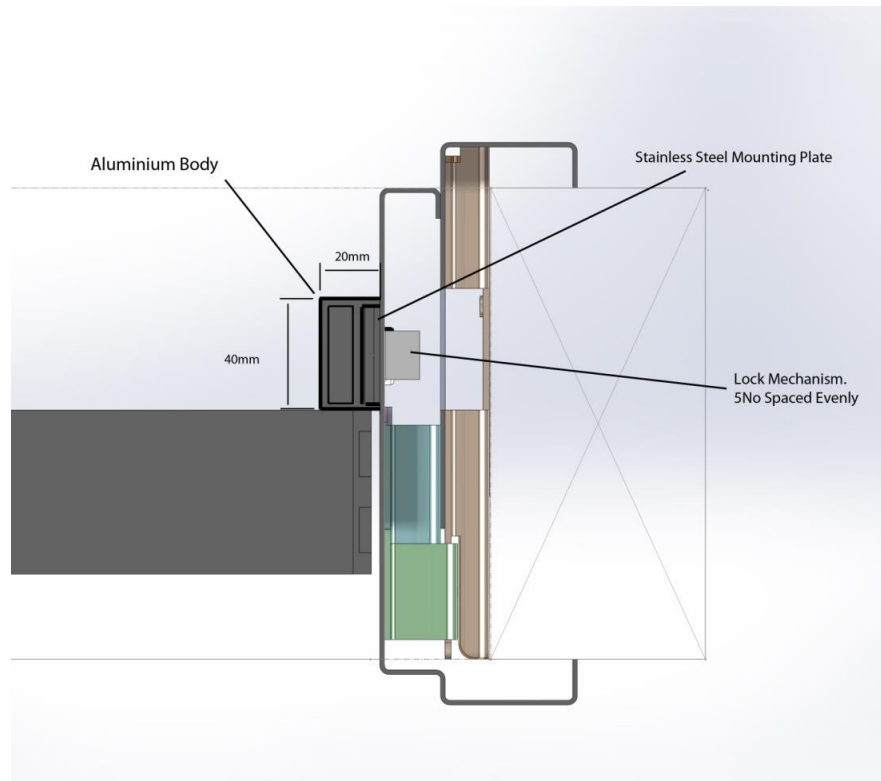 Aluminium Body
Stainless Steel Mounting Plate
20mm
40mm
Lock Mechanism.
5No Spaced Evenly